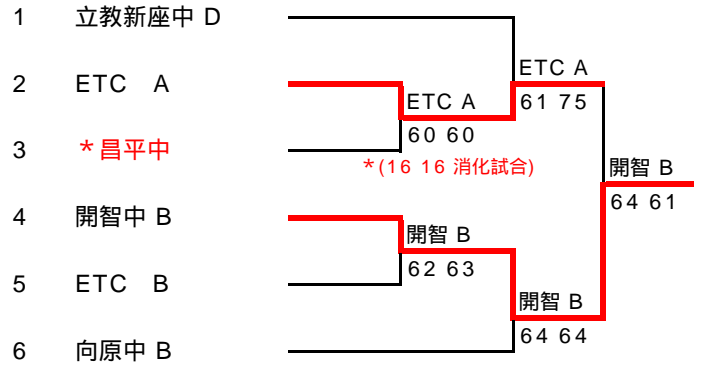 1 立教新座中 D
2 ETC A
3 *昌平中
4 開智中 B
5 ETC B
6 向原中 B
ETC A
60 60
*(16 16 消化試合)
開智 B
62 63
ETC A
61 75
開智 B
64 64
開智 B
64 61